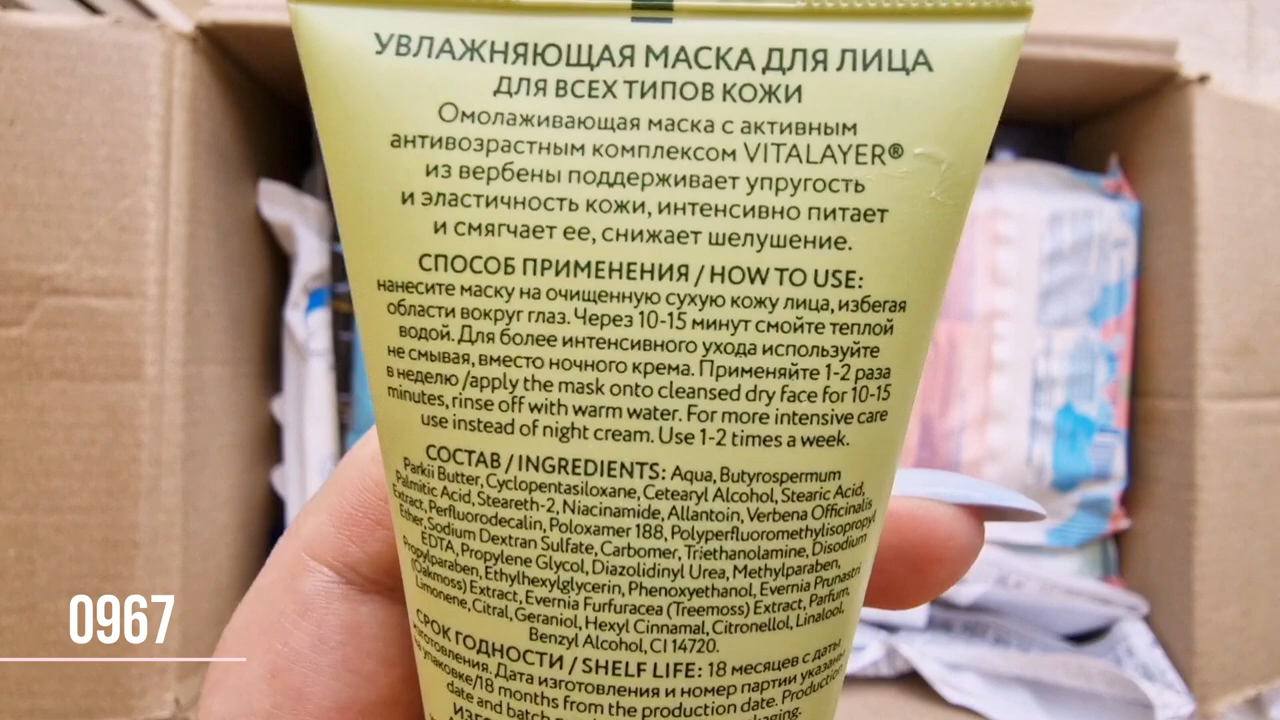 УВЛАЖНЯЮЩАЯ МАСКА ДЛЯ ЛИЦА
ДЛЯ ВСЕХ ТИПОВ КОЖИ
Омолаживающая маска с активным
антивозрастным комплексом VITALAYER®
из вербены поддерживает упругость
и эластичность кожи, интенсивно питает
и смягчает ее, снижает шелушение.
СПОСОБ ПРИМЕНЕНИЯ / HOW TO USE:
нанесите маску на очищенную сухую кожу лица, избегая
области вокруг глаз. Через 10-15 минут смойте теплой
водой. Для более интенсивного ухода используйте
не смывая, вместо ночного крема. Применяйте 1-2 раза
в неделю /apply the mask onto cleansed dry face for 10-15
minutes, rinse off with warm water. For more intensive care
use instead of night cream. Use 1-2 times a week.
СОСТАВ / INGREDIENTS: Aqua, Butyrospermum
Parkii Butter, Cyclopentasiloxane, Cetearyl Alcohol, Stearic Acid,
Palmitic Acid, Steareth-2, Niacinamide, Allantoin, Verbena Officinalis
Extract, Perfluorodecalin, Poloxamer 188, Polyperfluoromethylisopropyl
Ether, Sodium Dextran Sulfate, Carbomer, Triethanolamine, Disodium
EDTA, Propylene Glycol, Diazolidinyl Urea, Methylparaben,
Propylparaben, Ethylhexylglycerin, Phenoxyethanol, Evernia Prunastri
(Oakmoss) Extract, Evernia Furfuracea (Treemoss) Extract, Parfum,
Limonene, Citral, Geraniol, Hexyl Cinnamal, Citronellol, Linalool,
Benzyl Alcohol, CI 14720.
СРОК ГОДНОСТИ / SHELF LIFE: 18 месяцев с даты
изготовления. Дата изготовления и номер партии указаны
упаковке/18 months from the production date. Production
date and batch
0967